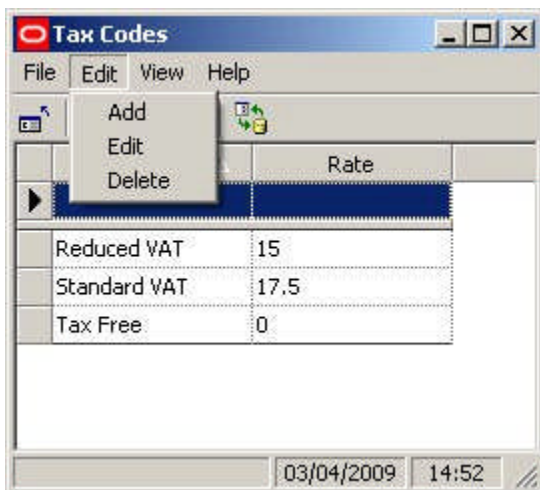 Tax Codes
File Edit View Help
Add
Edit
Delete
Rate
Reduced VAT 15
Standard VAT 17.5
Tax Free 0
03/04/2009 14:52